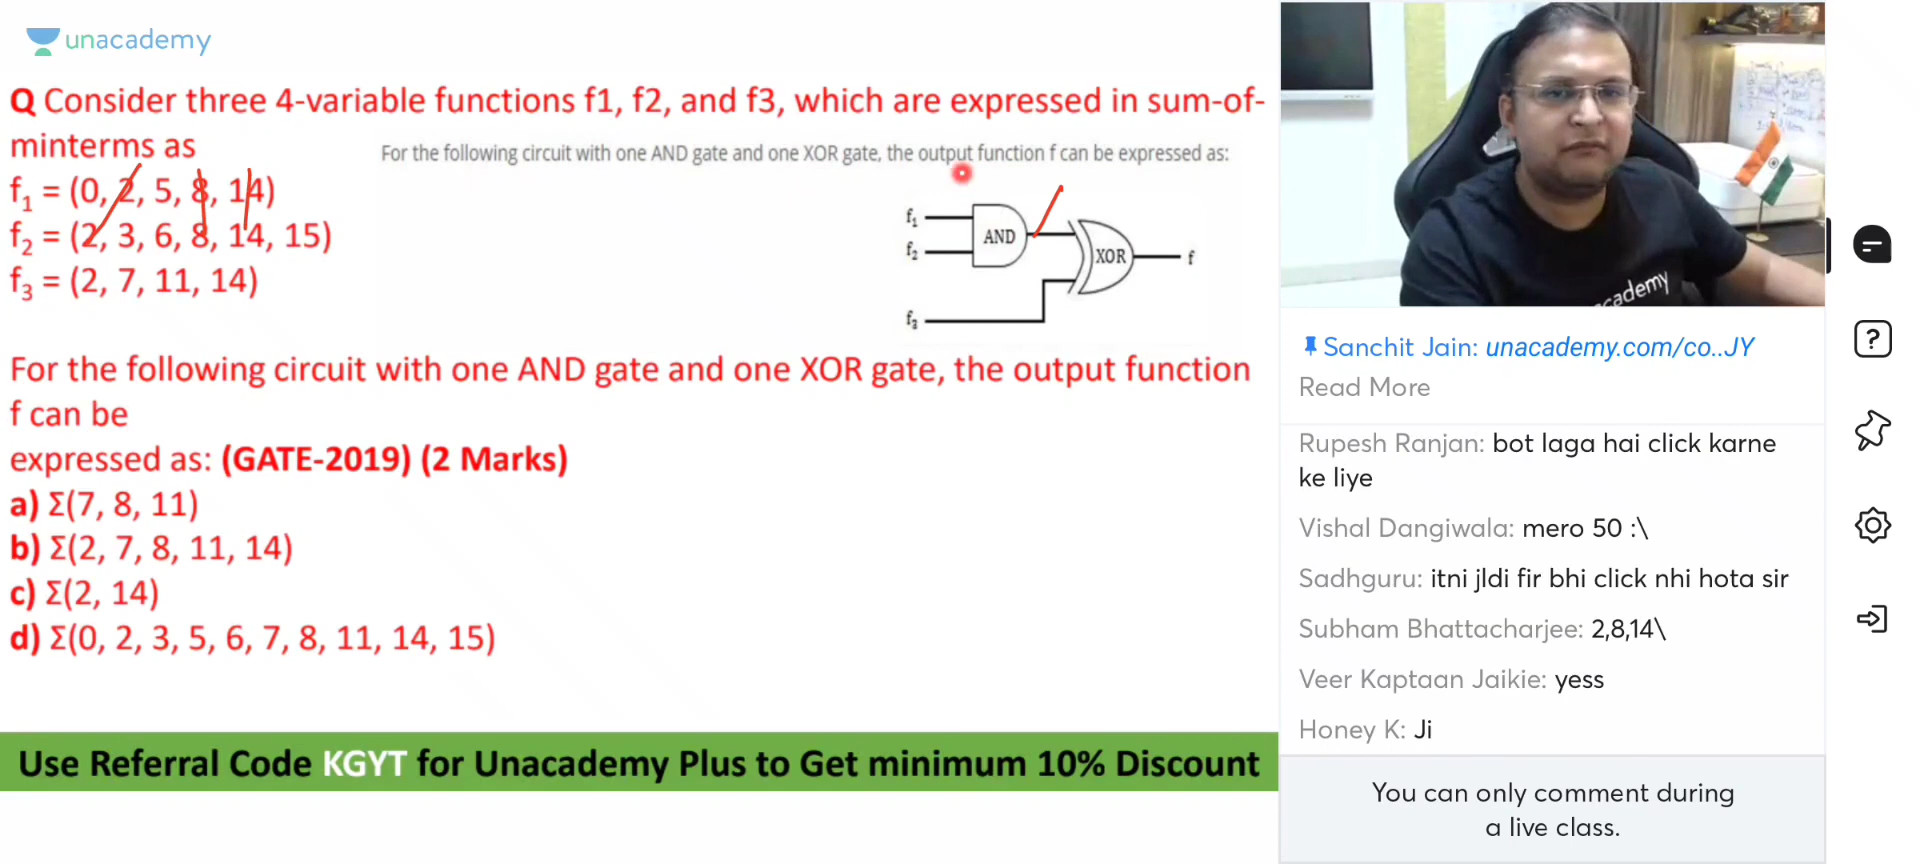 unacademy
Q Consider three 4-variable functions f1, f2, and f3, which are expressed in sum-of-
minterms as
For the following circuit with one AND gate and one XOR gate, the output function f can be expressed as:
f1 = (0, 2, 5, 8, 14)
f2 = (2, 3, 6, 8, 14, 15)
f3 = (2, 7, 11, 14)
f1
f2
AND
XOR
f
f3
For the following circuit with one AND gate and one XOR gate, the output function
f can be
expressed as: (GATE-2019) (2 Marks)
a) Σ(7, 8, 11)
b) Σ(2, 7, 8, 11, 14)
c) Σ(2, 14)
d) Σ(0, 2, 3, 5, 6, 7, 8, 11, 14, 15)
Use Referral Code KGYT for Unacademy Plus to Get minimum 10% Discount
cademy
Sanchit Jain: unacademy.com/co..JY
Read More
Rupesh Ranjan: bot laga hai click karne
ke liye
Vishal Dangiwala: mero 50 :\
Sadhguru: itni jldi fir bhi click nhi hota sir
Subham Bhattacharjee: 2,8,14\
Veer Kaptaan Jaikie: yess
Honey K: Ji
You can only comment during
a live class.
?